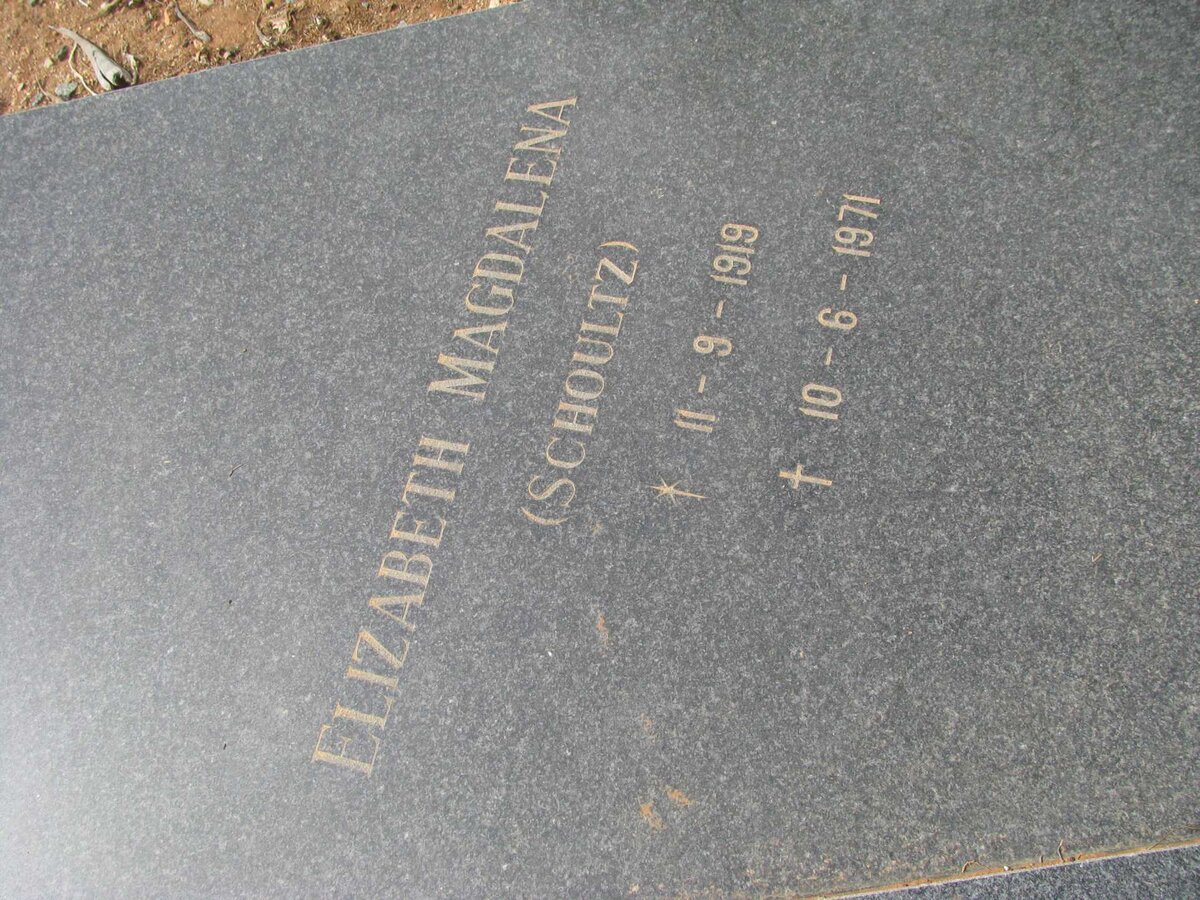 ELIZABETH MAGDALENA
(SCHOULTZ)
* 11 - 9 - 1919
† 10 - 6 - 1971